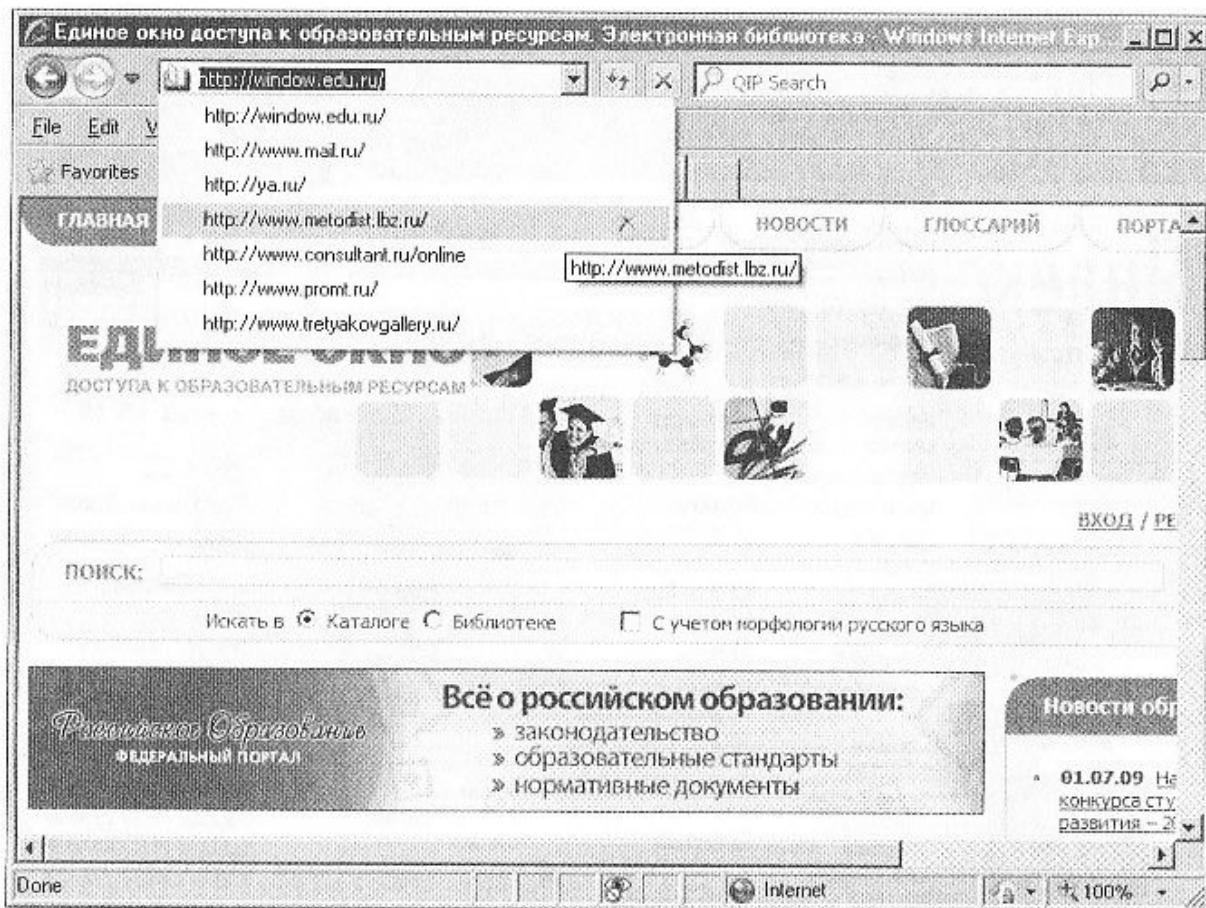 Единое окно доступа к образовательным ресурсам. Электронная библиотека - Windows Internet Exp...
http://window.edu.ru/
QIP Search
http://window.edu.ru/
File Edit V
http://www.mail.ru/
Favorites
http://ya.ru/
ГЛАВНАЯ
http://www.metodist.lbz.ru/
НОВОСТИ ГЛОССАРИЙ ПОРТА
http://www.consultant.ru/online
http://www.metodist.lbz.ru/
http://www.promt.ru/
http://www.tretyakovgallery.ru/
ЕДИНОЕ ОКНО
ДОСТУПА К ОБРАЗОВАТЕЛЬНЫМ РЕСУРСАМ
ВХОД / РЕ
ПОИСК:
Искать в Каталоге Библиотеке С учетом морфологии русского языка
Российское Образование
ФЕДЕРАЛЬНЫЙ ПОРТАЛ
Всё о российском образовании:
» законодательство
» образовательные стандарты
» нормативные документы
Новости обр
01.07.09 На
конкурса сту
развития – 2
Done Internet 100%